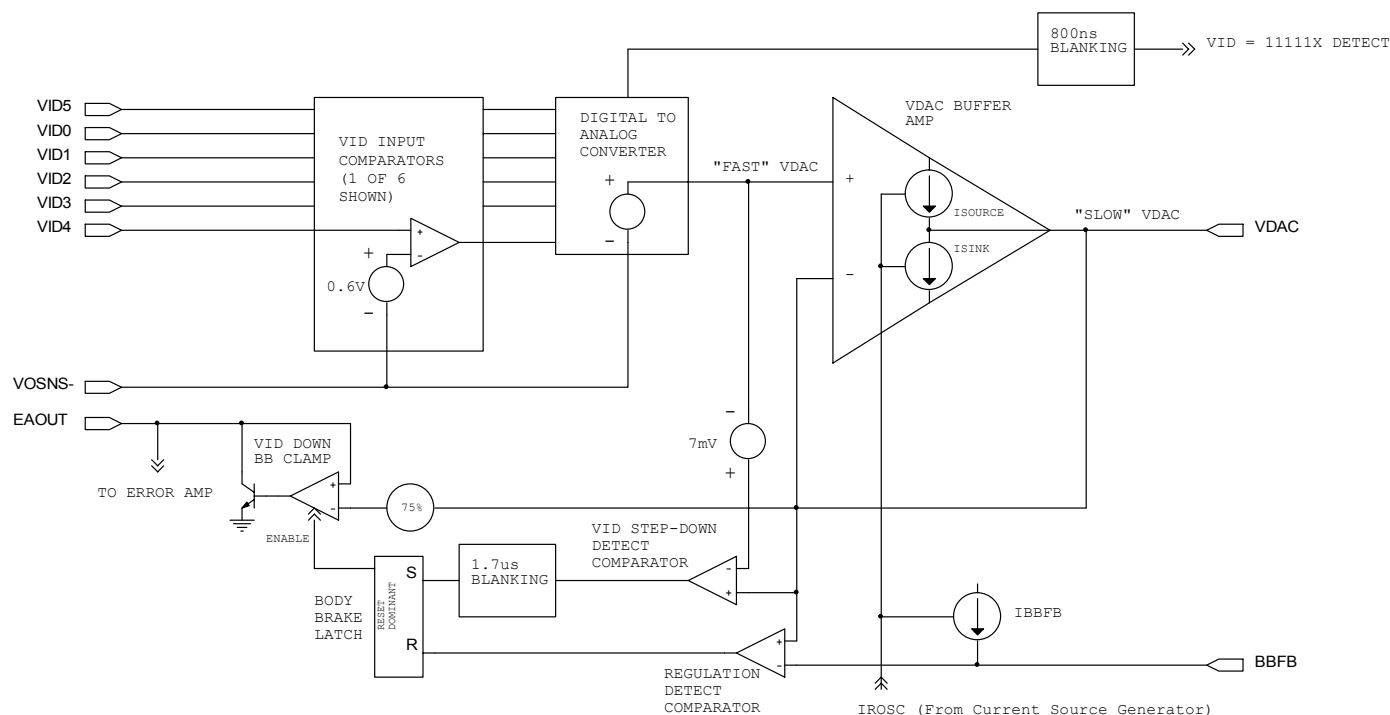 800ns
BLANKING
VID = 11111X DETECT
VID5
VID0
VID1
VID2
VID3
VID4
VID INPUT
COMPARATORS
(1 OF 6
SHOWN)
+
-
+
0.6V
-
DIGITAL TO
ANALOG
CONVERTER
+
-
"FAST" VDAC
VDAC BUFFER
AMP
+
-
ISOURCE
ISINK
"SLOW" VDAC
VDAC
VOSNS-
EAOUT
TO ERROR AMP
VID DOWN
BB CLAMP
+
-
ENABLE
75%
-
7mV
+
VID STEP-DOWN
DETECT
COMPARATOR
-
+
1.7us
BLANKING
BODY
BRAKE
LATCH
RESET
DOMINANT
S
R
REGULATION
DETECT
COMPARATOR
+
-
IBBFB
BBFB
IROSC (From Current Source Generator)